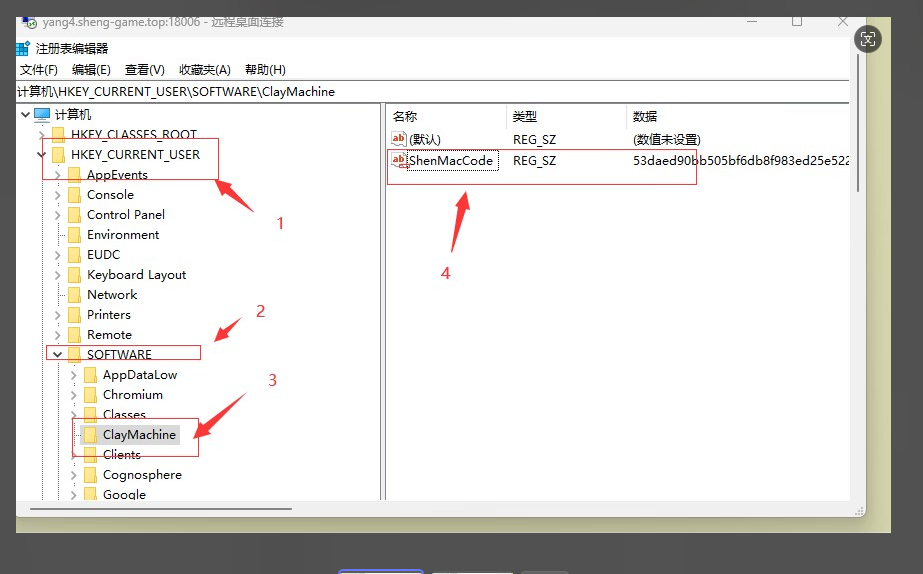 yang4.sheng-game.top:18006 - 远程桌面连接
注册表编辑器
文件(F) 编辑(E) 查看(V) 收藏夹(A) 帮助(H)
计算机\HKEY_CURRENT_USER\SOFTWARE\ClayMachine
计算机
HKEY_CLASSES_ROOT
HKEY_CURRENT_USER
AppEvents
Console
Control Panel
Environment
EUDC
Keyboard Layout
Network
Printers
Remote
SOFTWARE
AppDataLow
Chromium
Classes
ClayMachine
Clients
Cognosphere
Google
名称 类型 数据
ab (默认) REG_SZ (数值未设置)
ab ShenMacCode REG_SZ 53daed90bb505bf6db8f983ed25e522
1
4
2
3